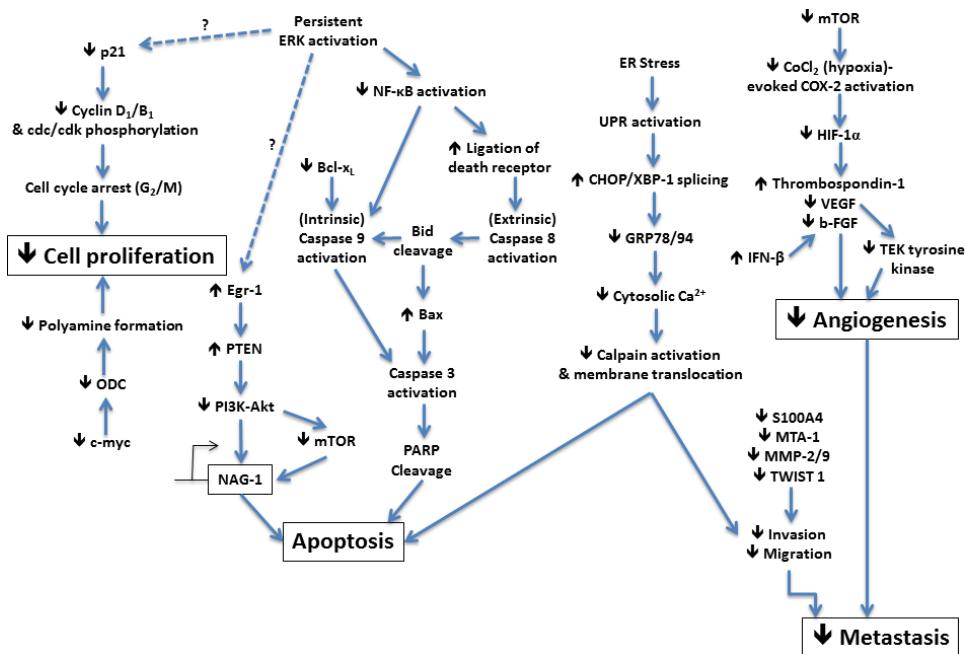 Persistent
ERK activation
?
?
🡻 p21
🡻 Cyclin D₁/B₁
& cdc/cdk phosphorylation
Cell cycle arrest (G₂/M)
🡻 Cell proliferation
🡻 Polyamine formation
🡻 ODC
🡻 c-myc
🡹 Egr-1
🡹 PTEN
🡻 PI3K-Akt
🡻 mTOR
NAG-1
🡻 NF-κB activation
🡹 Ligation of
death receptor
🡻 Bcl-xL
(Intrinsic)
Caspase 9
activation
Bid
cleavage
(Extrinsic)
Caspase 8
activation
🡹 Bax
Caspase 3
activation
PARP
Cleavage
Apoptosis
ER Stress
UPR activation
🡹 CHOP/XBP-1 splicing
🡻 GRP78/94
🡻 Cytosolic Ca²⁺
🡻 Calpain activation
& membrane translocation
🡻 mTOR
🡻 CoCl₂ (hypoxia)-
evoked COX-2 activation
🡻 HIF-1α
🡹 Thrombospondin-1
🡻 VEGF
🡻 b-FGF
🡹 IFN-β
🡻 TEK tyrosine
kinase
🡻 Angiogenesis
🡻 S100A4
🡻 MTA-1
🡻 MMP-2/9
🡻 TWIST 1
🡻 Invasion
🡻 Migration
🡻 Metastasis